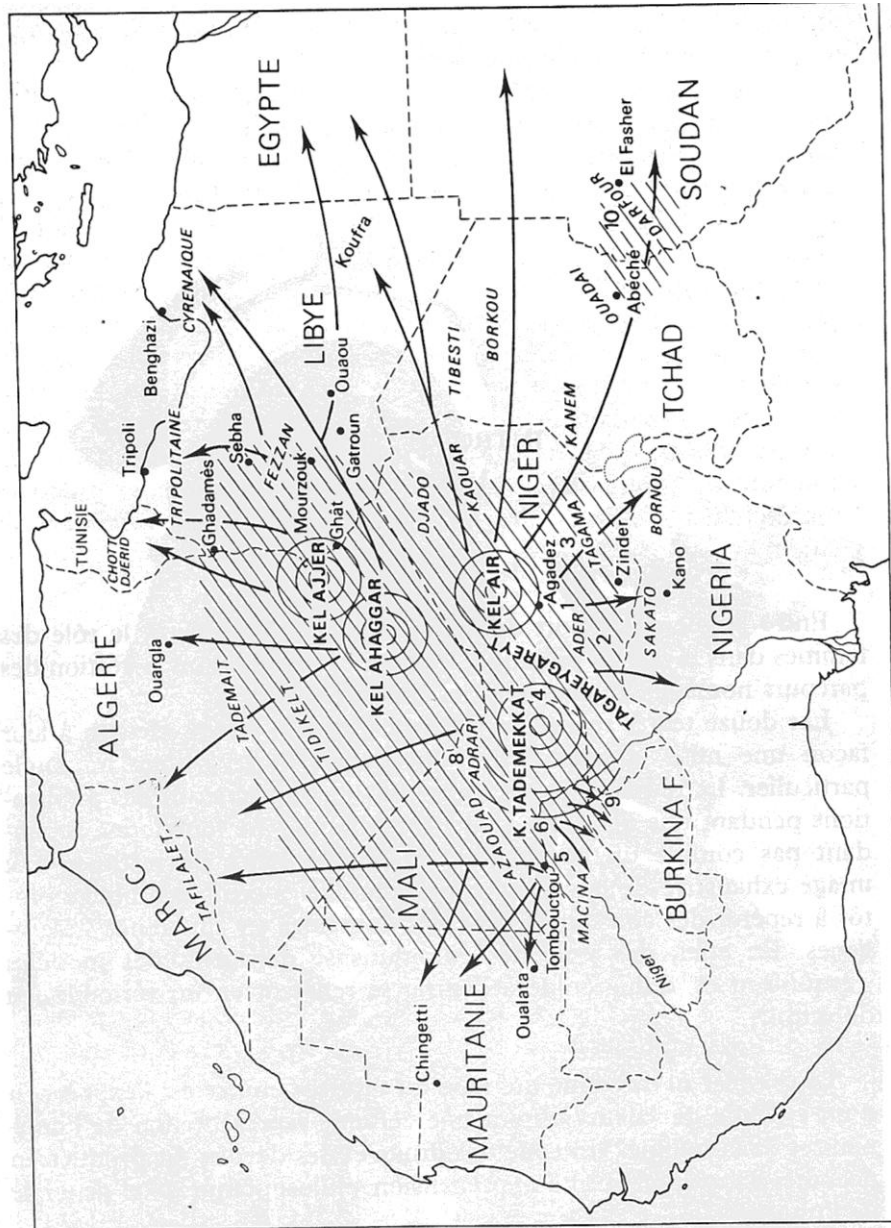 EGYPTE
SOUDAN
El Fasher
10
DARFOUR
OUADAI
Abéché
Koufra
CYRENAIQUE
Benghazi
LIBYE
Ouaou
TIBESTI
BORKOU
TCHAD
KANEM
Tripoli
TRIPOLITAINE
Sebha
FEZZAN
Mourzouk
Gatroun
DJADO
KAOUAR
NIGER
TUNISIE
CHOTT
DJERID
Ghadamès
Ghât
KEL AJJER
KEL AHAGGAR
KEL AIR
Agadez
3
TAGAMA
Zinder
BORNOU
Kano
ADER
1
2
SAKATO
NIGERIA
ALGERIE
Ouargla
TADEMAIT
TIDIKELT
GAREYT
TAGAREYGAREYT
K.TADEMEKKAT
4
8
ADRAR
AZAOUAD
MAROC
TAFILALET
MALI
6
7
5
9
Tombouctou
MACINA
BURKINA
Niger
Oualata
MAURITANIE
Chingetti